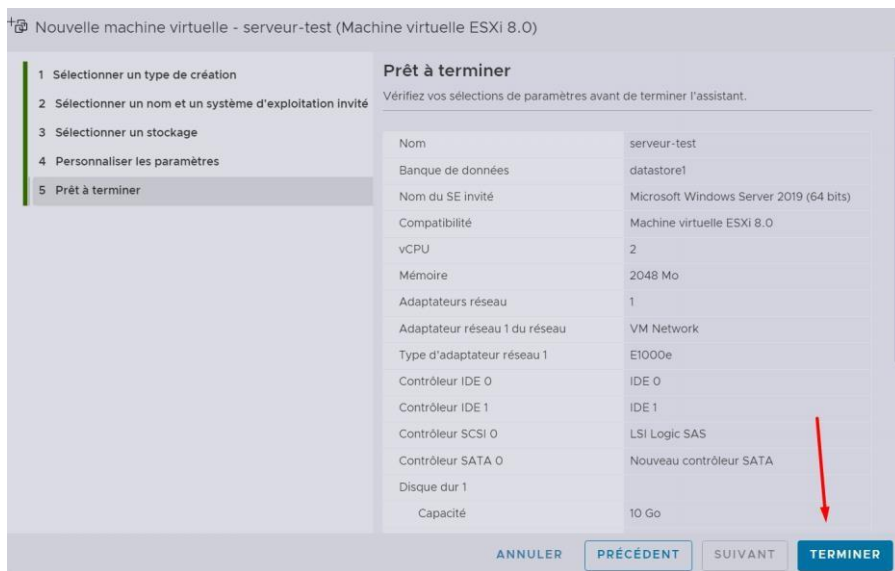 Nouvelle machine virtuelle - serveur-test (Machine virtuelle ESXi 8.0)
1 Sélectionner un type de création
2 Sélectionner un nom et un système d'exploitation invité
3 Sélectionner un stockage
4 Personnaliser les paramètres
5 Prêt à terminer
Prêt à terminer
Vérifiez vos sélections de paramètres avant de terminer l'assistant.
Nom serveur-test
Banque de données datastore1
Nom du SE invité Microsoft Windows Server 2019 (64 bits)
Compatibilité Machine virtuelle ESXi 8.0
vCPU 2
Mémoire 2048 Mo
Adaptateurs réseau 1
Adaptateur réseau 1 du réseau VM Network
Type d'adaptateur réseau 1 E1000e
Contrôleur IDE 0 IDE 0
Contrôleur IDE 1 IDE 1
Contrôleur SCSI 0 LSI Logic SAS
Contrôleur SATA 0 Nouveau contrôleur SATA
Disque dur 1
Capacité 10 Go
ANNULER PRÉCÉDENT SUIVANT TERMINER